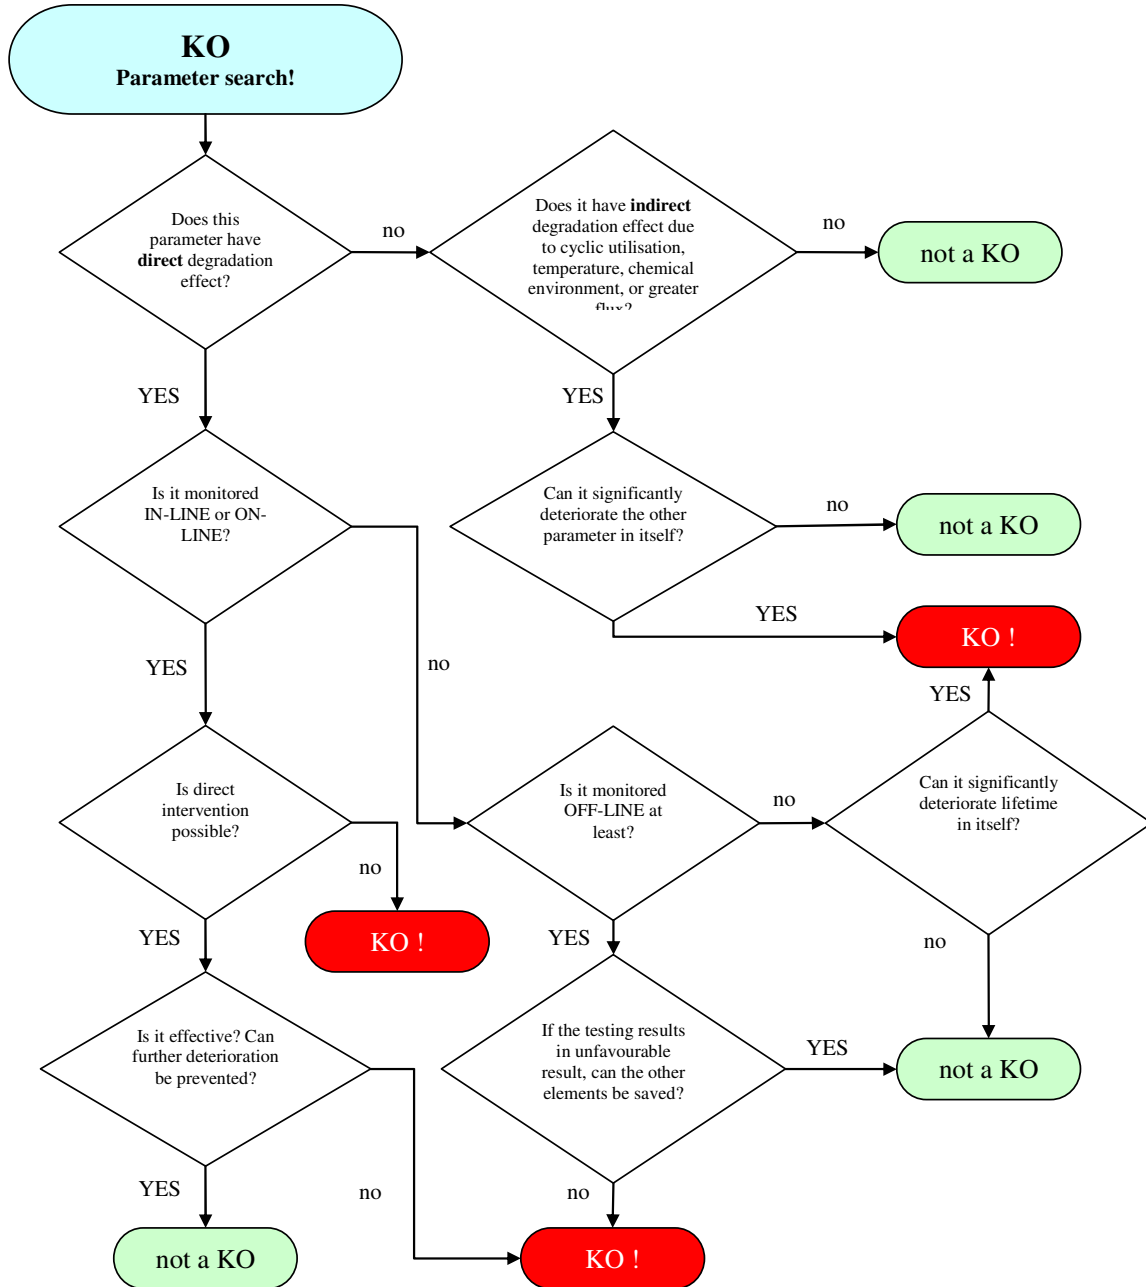 KO
Parameter search!
Does this
parameter have
direct degradation
effect?
no
Does it have indirect
degradation effect due
to cyclic utilisation,
temperature, chemical
environment, or greater
flux?
no
not a KO
YES
YES
Is it monitored
IN-LINE or ON-
LINE?
Can it significantly
deteriorate the other
parameter in itself?
no
not a KO
YES
KO !
YES
no
YES
Is direct
intervention
possible?
Is it monitored
OFF-LINE at
least?
no
Can it significantly
deteriorate lifetime
in itself?
no
KO !
YES
YES
no
Is it effective? Can
further deterioration
be prevented?
If the testing results
in unfavourable
result, can the other
elements be saved?
YES
not a KO
YES
no
no
not a KO
KO !